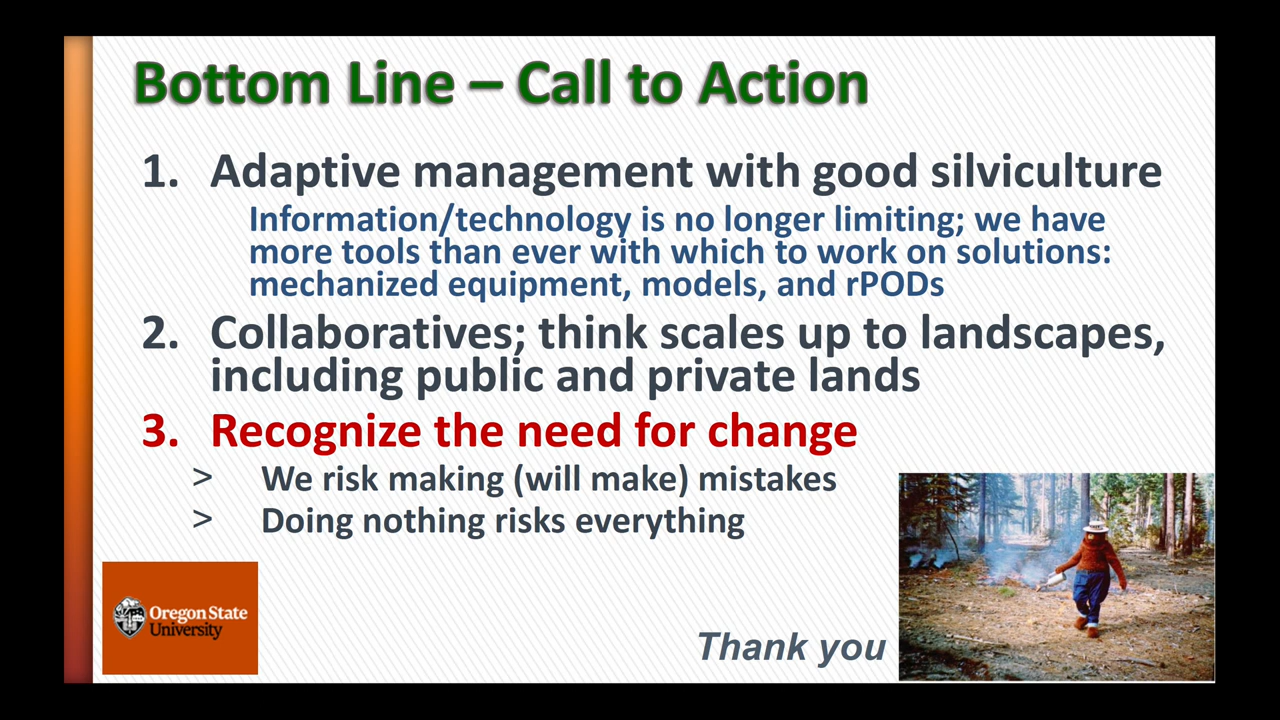 Bottom Line – Call to Action
1. Adaptive management with good silviculture
Information/technology is no longer limiting; we have
more tools than ever with which to work on solutions:
mechanized equipment, models, and rPODs
2. Collaboratives; think scales up to landscapes,
including public and private lands
3. Recognize the need for change
> We risk making (will make) mistakes
> Doing nothing risks everything
Oregon State
University
Thank you